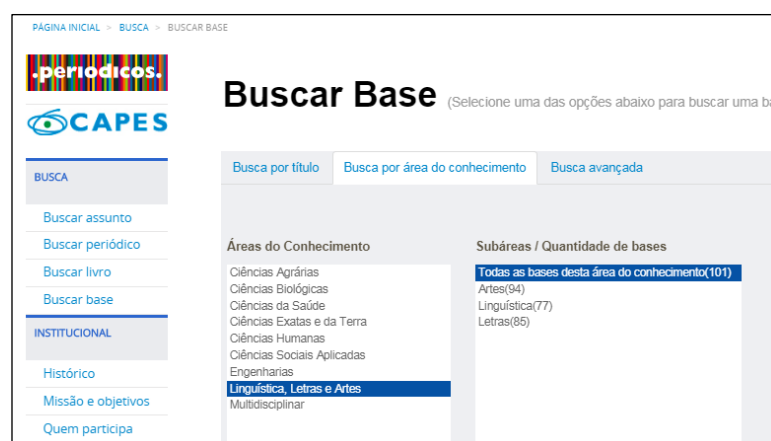 PÁGINA INICIAL > BUSCA > BUSCAR BASE
.periodicos.
CAPES
BUSCA
Buscar assunto
Buscar periódico
Buscar livro
Buscar base
INSTITUCIONAL
Histórico
Missão e objetivos
Quem participa
Buscar Base (Selecione uma das opções abaixo para buscar uma
Busca por título Busca por área do conhecimento Busca avançada
Áreas do Conhecimento
Ciências Agrárias
Ciências Biológicas
Ciências da Saúde
Ciências Exatas e da Terra
Ciências Humanas
Ciências Sociais Aplicadas
Engenharias
Linguística, Letras e Artes
Multidisciplinar
Subáreas / Quantidade de bases
Todas as bases desta área do conhecimento(101)
Artes(94)
Linguística(77)
Letras(85)